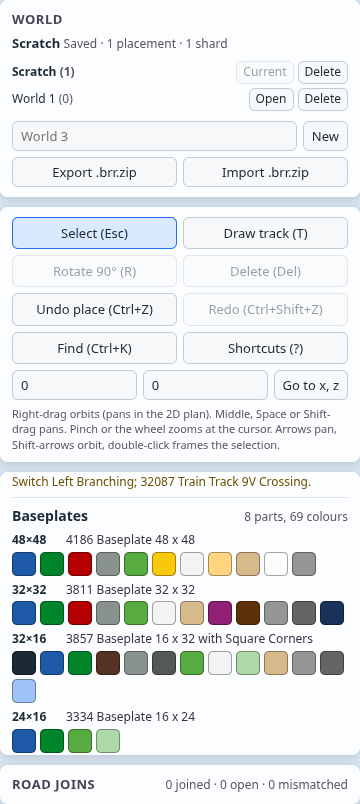 WORLD
Scratch Saved · 1 placement · 1 shard
Scratch (1) Current Delete
World 1 (0) Open Delete
World 3 New
Export .brr.zip Import .brr.zip
Select (Esc) Draw track (T)
Rotate 90° (R) Delete (Del)
Undo place (Ctrl+Z) Redo (Ctrl+Shift+Z)
Find (Ctrl+K) Shortcuts (?)
0 0 Go to x, z
Right-drag orbits (pans in the 2D plan). Middle, Space or Shift-
drag pans. Pinch or the wheel zooms at the cursor. Arrows pan,
Shift-arrows orbit, double-click frames the selection.
Switch Left Branching; 32087 Train Track 9V Crossing.
Baseplates 8 parts, 69 colours
48×48 4186 Baseplate 48 x 48
32×32 3811 Baseplate 32 x 32
32×16 3857 Baseplate 16 x 32 with Square Corners
24×16 3334 Baseplate 16 x 24
ROAD JOINS 0 joined · 0 open · 0 mismatched